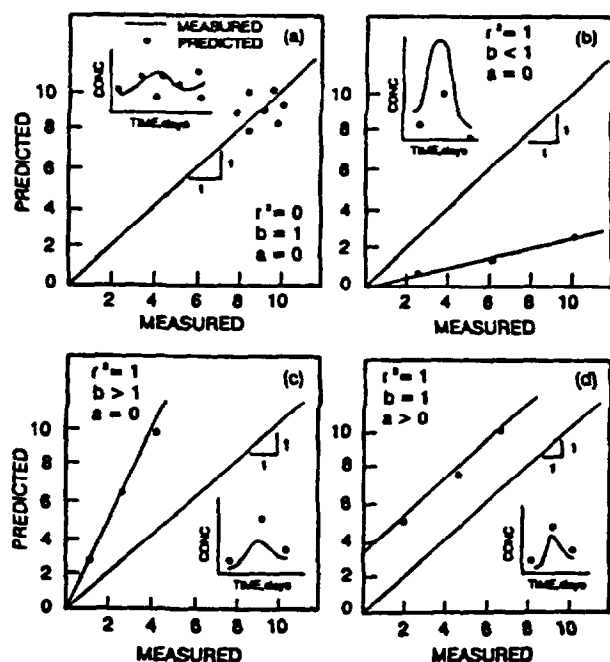 MEASURED
PREDICTED
(a)
CONC
TIME, days
10
8
6
4
2
0
PREDICTED
1
1
r² = 0
b = 1
a = 0
0 2 4 6 8 10
MEASURED
(b)
r² = 1
b < 1
a = 0
CONC
TIME, days
10
8
6
4
2
0
1
1
0 2 4 6 8 10
MEASURED
(c)
r² = 1
b > 1
a = 0
10
8
6
4
2
0
PREDICTED
1
1
CONC
TIME, days
0 2 4 6 8 10
MEASURED
(d)
r² = 1
b = 1
a > 0
10
8
6
4
2
0
1
1
CONC
TIME, days
2 4 6 8 10
MEASURED